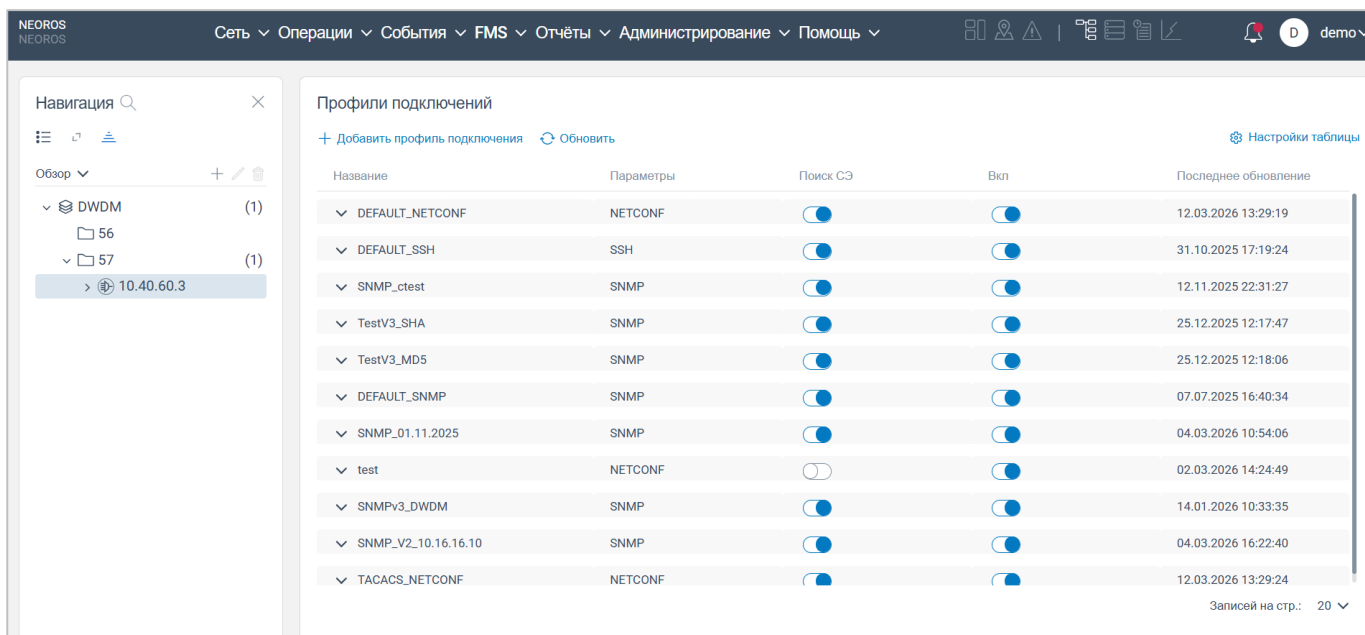 NEOROS
NEOROS
Сеть Операции События FMS Отчёты Администрирование Помощь
D demo
Навигация
Обзор
DWDM (1)
56
57 (1)
10.40.60.3
Профили подключений
Добавить профиль подключения Обновить Настройки таблицы
Название Параметры Поиск СЭ Вкл Последнее обновление
DEFAULT_NETCONF NETCONF 12.03.2026 13:29:19
DEFAULT_SSH SSH 31.10.2025 17:19:24
SNMP_ctest SNMP 12.11.2025 22:31:27
TestV3_SHA SNMP 25.12.2025 12:17:47
TestV3_MD5 SNMP 25.12.2025 12:18:06
DEFAULT_SNMP SNMP 07.07.2025 16:40:34
SNMP_01.11.2025 SNMP 04.03.2026 10:54:06
test NETCONF 02.03.2026 14:24:49
SNMPv3_DWDM SNMP 14.01.2026 10:33:35
SNMP_V2_10.16.16.10 SNMP 04.03.2026 16:22:40
TACACS_NETCONF NETCONF 12.03.2026 13:29:24
Записей на стр.: 20